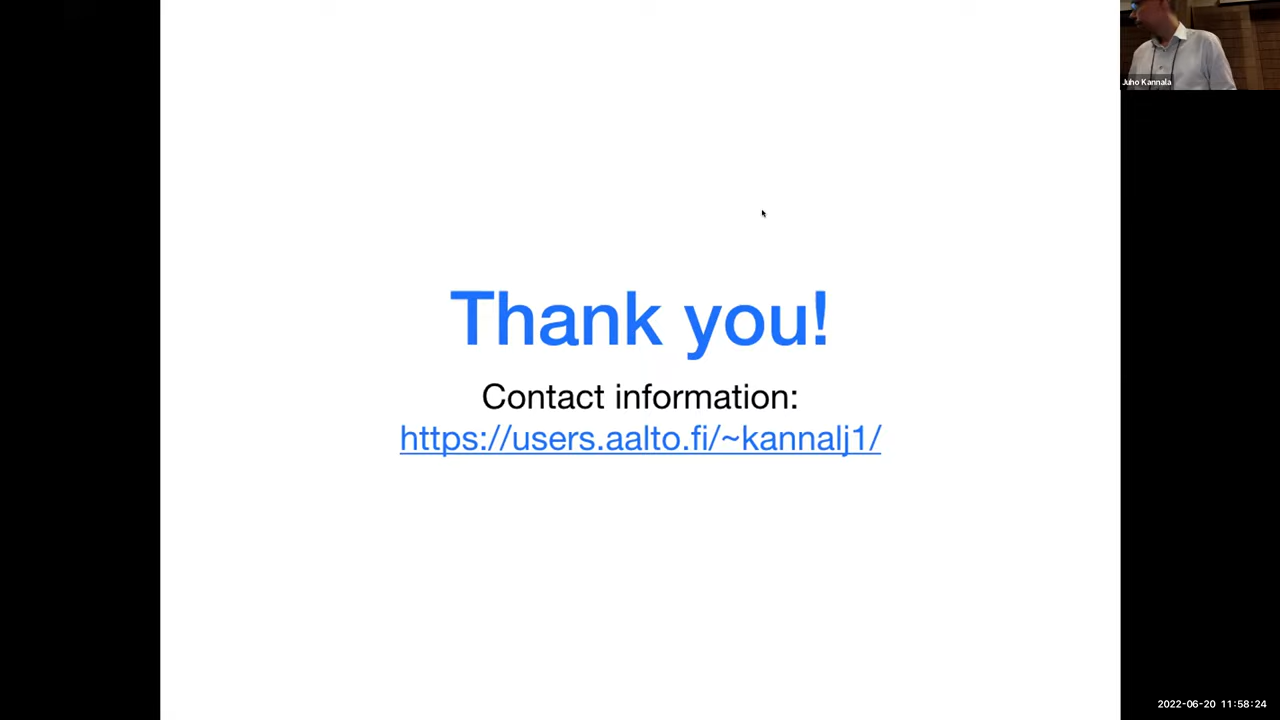 Juho Kannala
Thank you!
Contact information:
https://users.aalto.fi/~kannalj1/
2022-06-20 11:58:24